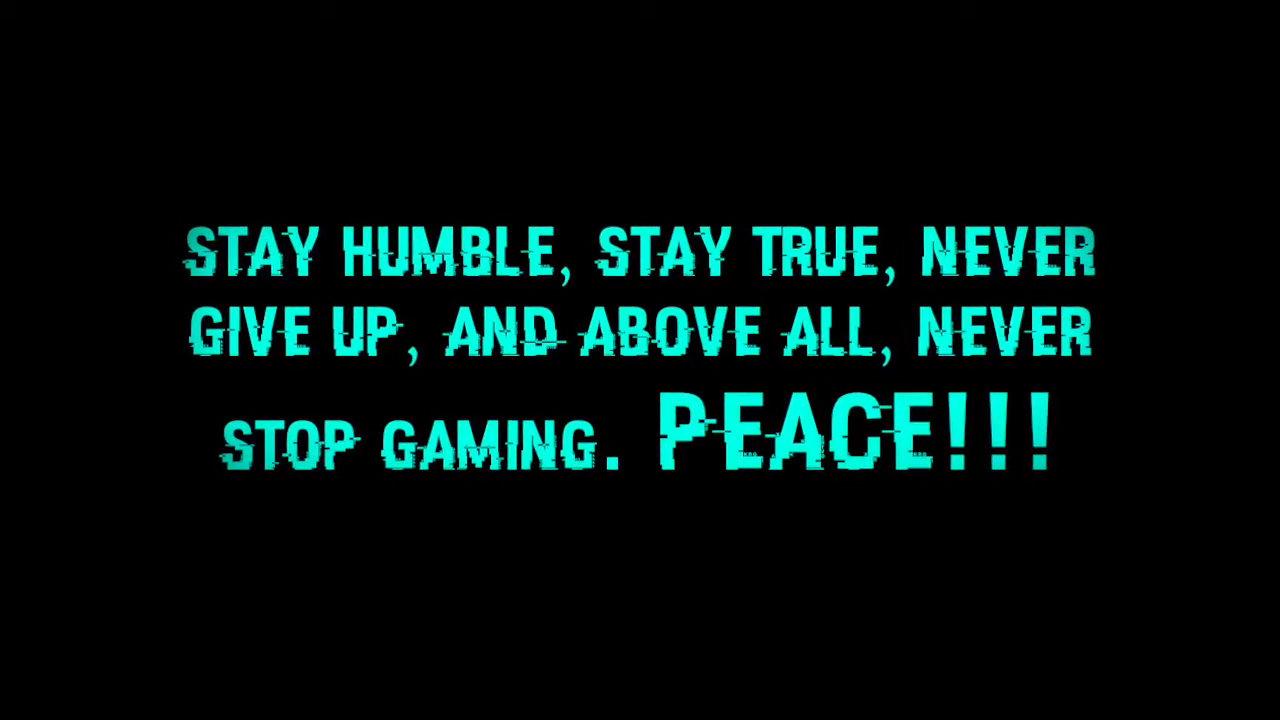 STAY HUMBLE, STAY TRUE, NEVER
GIVE UP, AND ABOVE ALL, NEVER
STOP GAMING. PEACE!!!